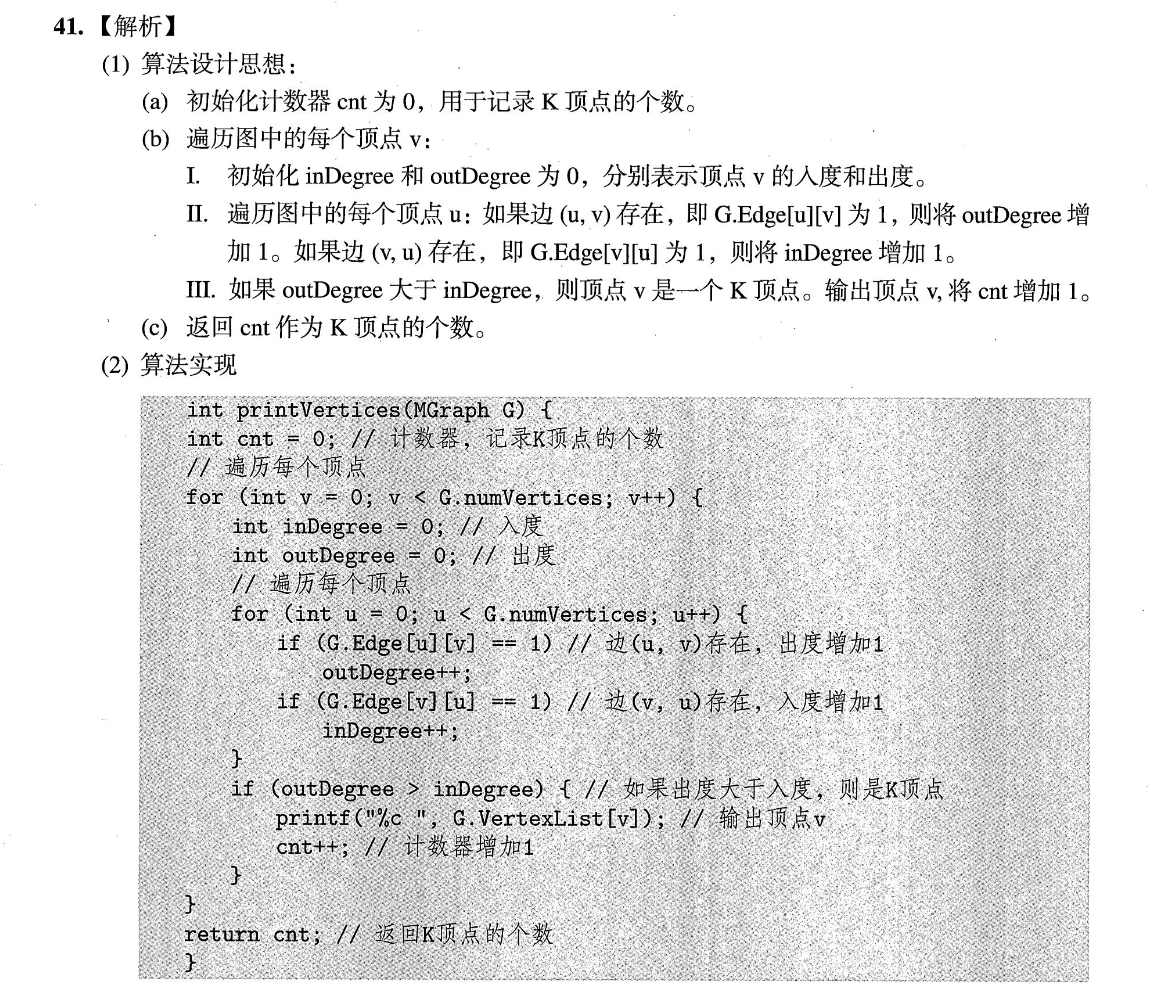 41.【解析】
(1) 算法设计思想：
(a) 初始化计数器 cnt 为 0，用于记录 K 顶点的个数。
(b) 遍历图中的每个顶点 v：
I. 初始化 inDegree 和 outDegree 为 0，分别表示顶点 v 的入度和出度。
II. 遍历图中的每个顶点 u：如果边 (u, v) 存在，即 G.Edge[u][v] 为 1，则将 outDegree 增
加 1。如果边 (v, u) 存在，即 G.Edge[v][u] 为 1，则将 inDegree 增加 1。
III. 如果 outDegree 大于 inDegree，则顶点 v 是一个 K 顶点。输出顶点 v, 将 cnt 增加 1。
(c) 返回 cnt 作为 K 顶点的个数。
(2) 算法实现
int printVertices(MGraph G) {
int cnt = 0; // 计数器，记录K顶点的个数
// 遍历每个顶点
for (int v = 0; v < G.numVertices; v++) {
int inDegree = 0; // 入度
int outDegree = 0; // 出度
// 遍历每个顶点
for (int u = 0; u < G.numVertices; u++) {
if (G.Edge[u][v] == 1) // 边(u, v)存在，出度增加1
outDegree++;
if (G.Edge[v][u] == 1) // 边(v, u)存在，入度增加1
inDegree++;
}
if (outDegree > inDegree) { // 如果出度大于入度，则是K顶点
printf("%c ", G.VertexList[v]); // 输出顶点v
cnt++; // 计数器增加1
}
}
return cnt; // 返回K顶点的个数
}